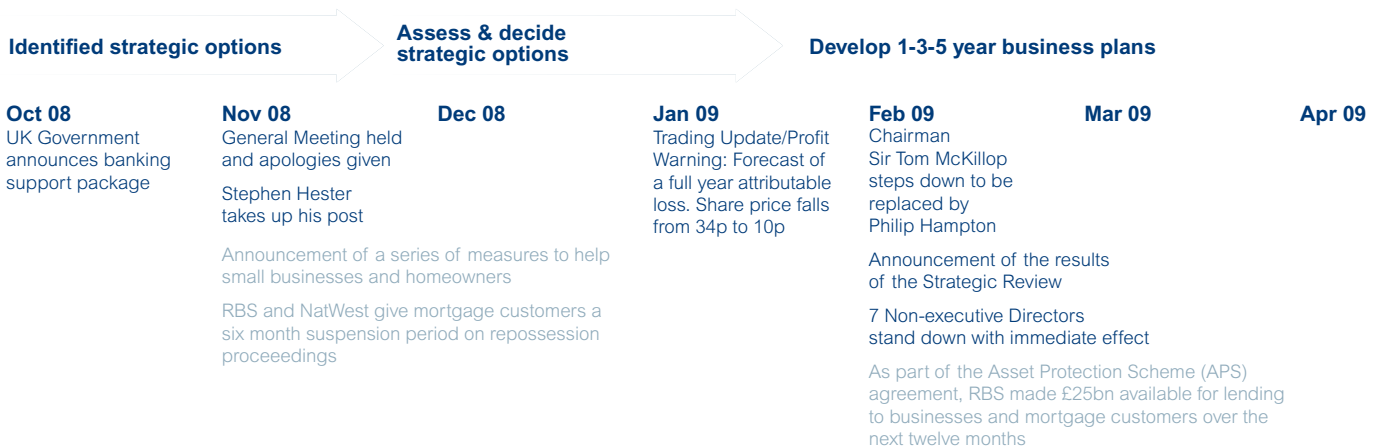 Identified strategic options
Assess & decide
strategic options
Develop 1-3-5 year business plans
Oct 08
UK Government
announces banking
support package
Nov 08
General Meeting held
and apologies given
Stephen Hester
takes up his post
Announcement of a series of measures to help
small businesses and homeowners
RBS and NatWest give mortgage customers a
six month suspension period on repossession
proceeedings
Dec 08
Jan 09
Trading Update/Profit
Warning: Forecast of
a full year attributable
loss. Share price falls
from 34p to 10p
Feb 09
Chairman
Sir Tom McKillop
steps down to be
replaced by
Philip Hampton
Announcement of the results
of the Strategic Review
7 Non-executive Directors
stand down with immediate effect
As part of the Asset Protection Scheme (APS)
agreement, RBS made £25bn available for lending
to businesses and mortgage customers over the
next twelve months
Mar 09
Apr 09